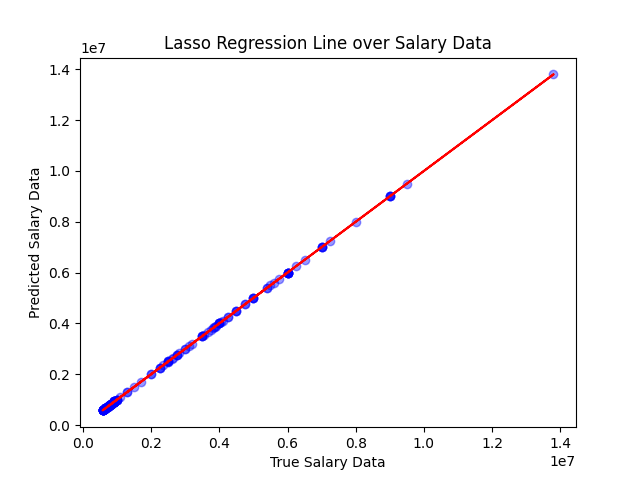 Lasso Regression Line over Salary Data
1e7
1.4
1.2
1.0
0.8
0.6
0.4
0.2
0.0
Predicted Salary Data
0.0 0.2 0.4 0.6 0.8 1.0 1.2 1.4
1e7
True Salary Data